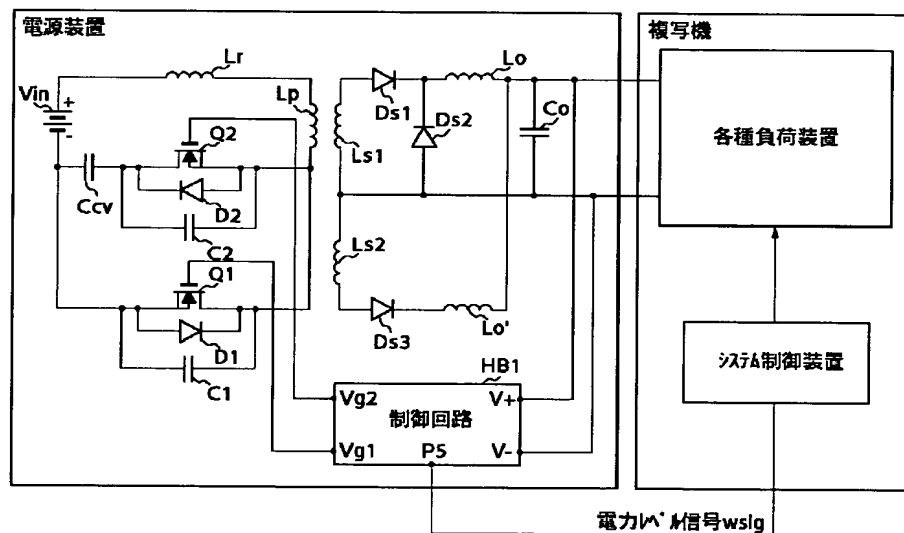 電源装置
複写機
Lr
Lo
Vin
+
-
Lp
Q2
Ds1
Ds2
Co
Ls1
各種負荷装置
Ccv
D2
C2
Ls2
Q1
Ds3
Lo'
D1
C1
HB1
システム制御装置
Vg2
V+
制御回路
Vg1
P5
V-
電力レベル信号wsig